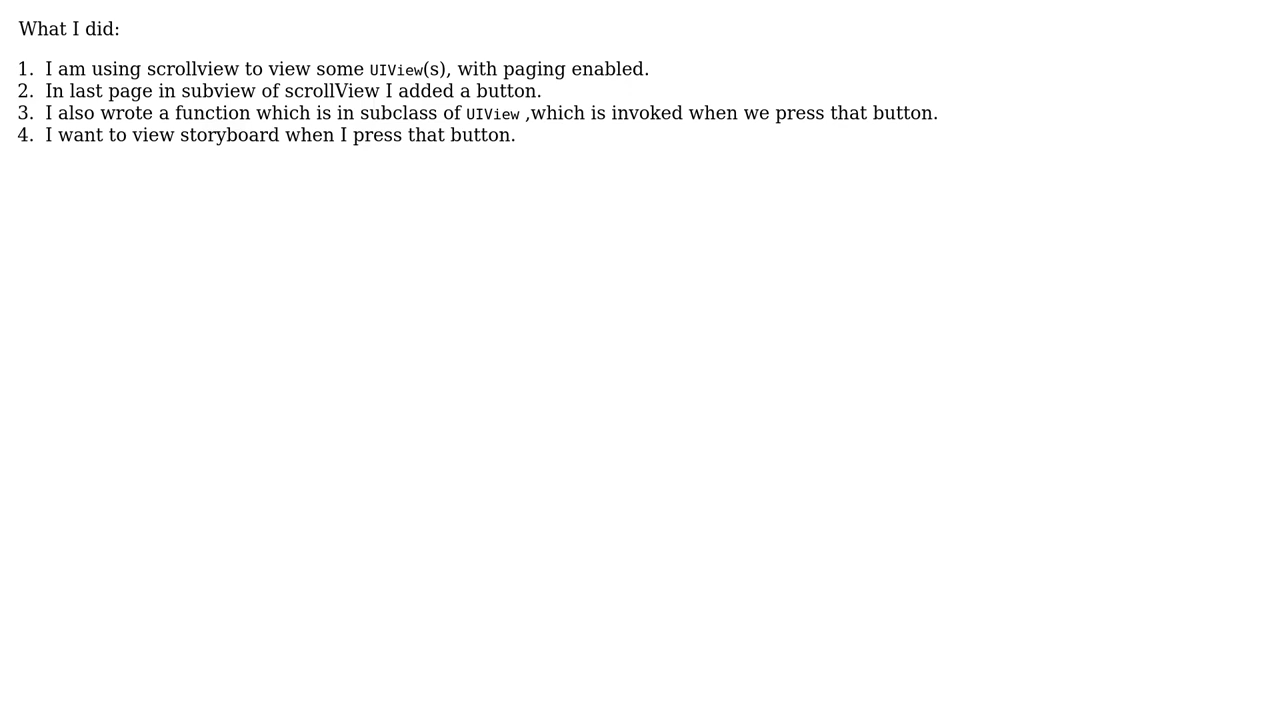 What I did:
1. I am using scrollview to view some UIView(s), with paging enabled.
2. In last page in subview of scrollView I added a button.
3. I also wrote a function which is in subclass of UIView ,which is invoked when we press that button.
4. I want to view storyboard when I press that button.